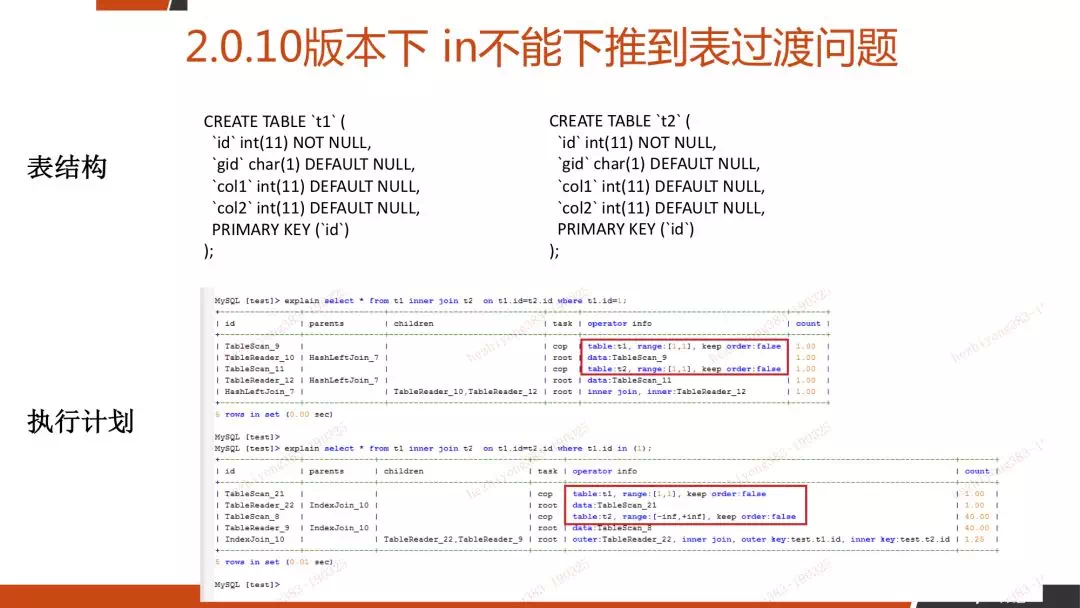 2.0.10版本下 in不能下推到表过渡问题
表结构
CREATE TABLE `t1` (
`id` int(11) NOT NULL,
`gid` char(1) DEFAULT NULL,
`col1` int(11) DEFAULT NULL,
`col2` int(11) DEFAULT NULL,
PRIMARY KEY (`id`)
);
CREATE TABLE `t2` (
`id` int(11) NOT NULL,
`gid` char(1) DEFAULT NULL,
`col1` int(11) DEFAULT NULL,
`col2` int(11) DEFAULT NULL,
PRIMARY KEY (`id`)
);
执行计划
MySQL [test]> explain select * from t1 inner join t2 on t1.id=t2.id where t1.id=1;
| id | parents | children | task | operator info | count |
| TableScan_9 | | | cop | table:t1, range:[1,1], keep order:false | 1.00 |
| TableReader_10 | HashLeftJoin_7 | | root | data:TableScan_9 | 1.00 |
| TableScan_11 | | | cop | table:t2, range:[1,1], keep order:false | 1.00 |
| TableReader_12 | HashLeftJoin_7 | | root | data:TableScan_11 | 1.00 |
| HashLeftJoin_7 | | TableReader_10,TableReader_12 | root | inner join, inner:TableReader_12 | 1.00 |
5 rows in set (0.00 sec)
MySQL [test]>
MySQL [test]> explain select * from t1 inner join t2 on t1.id=t2.id where t1.id in (1);
| id | parents | children | task | operator info | count |
| TableScan_21 | | | cop | table:t1, range:[1,1], keep order:false | 1.00 |
| TableReader_22 | IndexJoin_10 | | root | data:TableScan_21 | 1.00 |
| TableScan_8 | | | cop | table:t2, range:[-inf,+inf], keep order:false | 40.00 |
| TableReader_9 | IndexJoin_10 | | root | data:TableScan_8 | 40.00 |
| IndexJoin_10 | | TableReader_22,TableReader_9 | root | outer:TableReader_22, inner join, outer key:test.t1.id, inner key:test.t2.id | 1.25 |
5 rows in set (0.01 sec)
MySQL [test]>